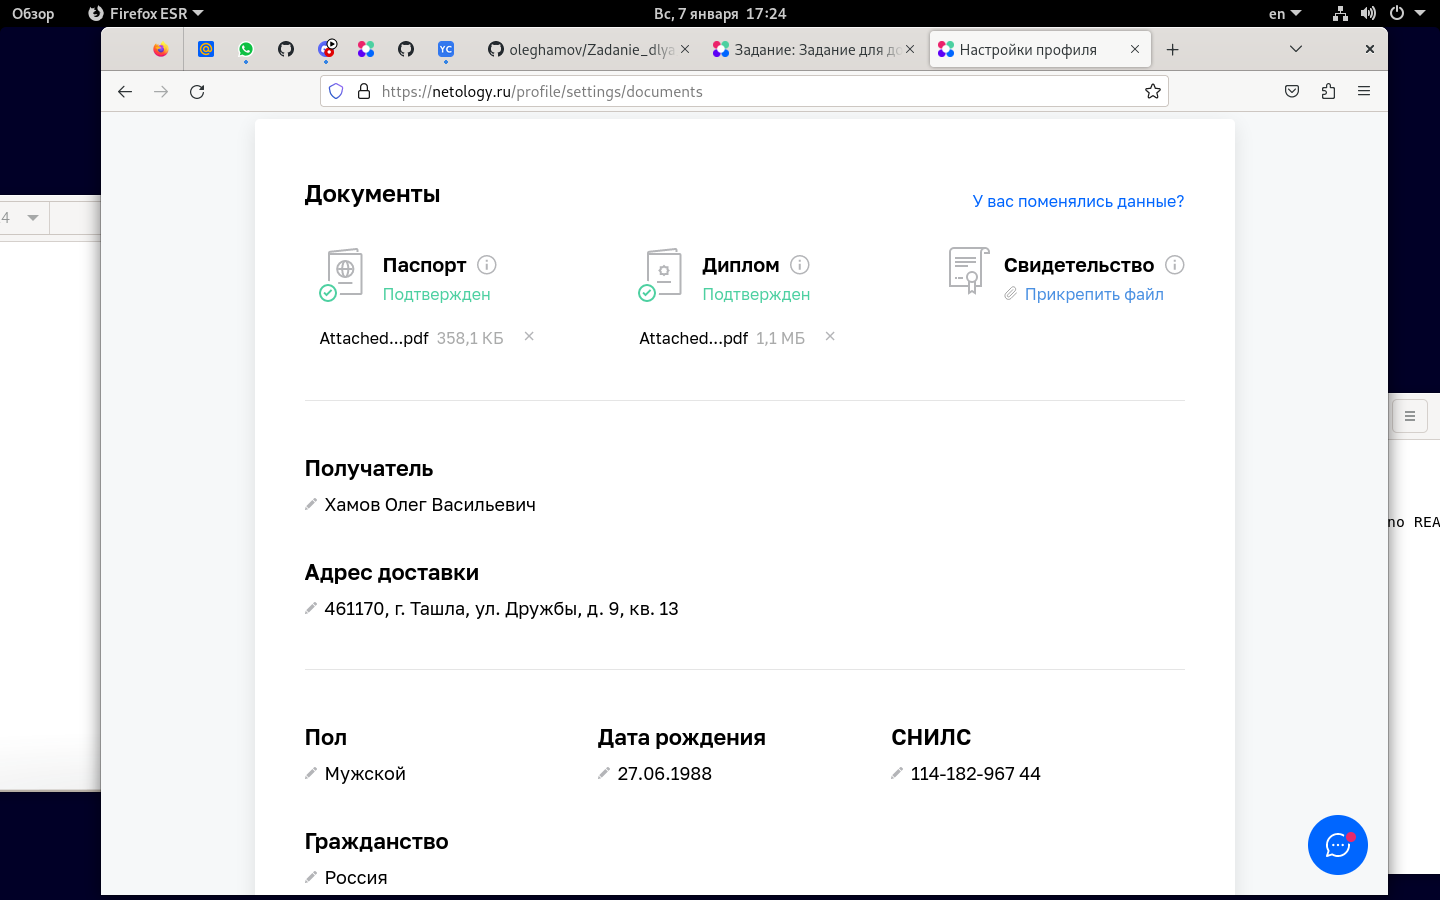 Обзор
Firefox ESR
Вс, 7 января 17:24
en
oleghamov/Zadanie_dlya
Задание: Задание для до
Настройки профиля
https://netology.ru/profile/settings/documents
4
Документы
У вас поменялись данные?
Паспорт
Подтвержден
Диплом
Подтвержден
Свидетельство
Прикрепить файл
Attached...pdf 358,1 КБ
Attached...pdf 1,1 МБ
Получатель
Хамов Олег Васильевич
no REA
Адрес доставки
461170, г. Ташла, ул. Дружбы, д. 9, кв. 13
Пол
Дата рождения
СНИЛС
Мужской
27.06.1988
114-182-967 44
Гражданство
Россия